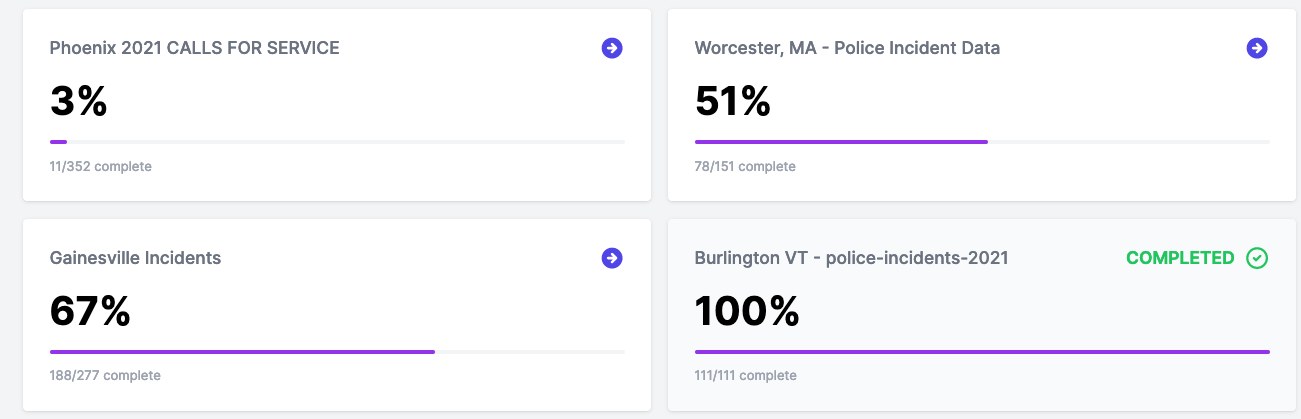 Phoenix 2021 CALLS FOR SERVICE
3%
11/352 complete
Worcester, MA - Police Incident Data
51%
78/151 complete
Gainesville Incidents
67%
188/277 complete
Burlington VT - police-incidents-2021
COMPLETED
100%
111/111 complete